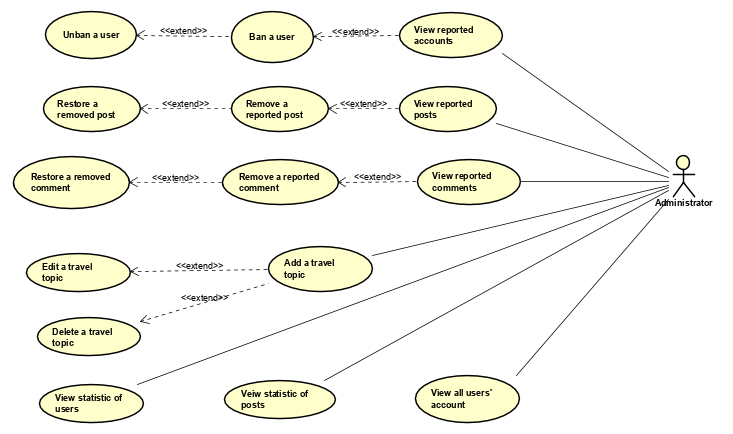 Unban a user
<<extend>>
Ban a user
<<extend>>
View reported
accounts
Restore a
removed post
<<extend>>
Remove a
reported post
<<extend>>
View reported
posts
Restore a removed
comment
<<extend>>
Remove a reported
comment
<<extend>>
View reported
comments
Administrator
Edit a travel
topic
<<extend>>
Add a travel
topic
<<extend>>
Delete a travel
topic
View statistic of
users
Veiw statistic of
posts
View all users'
account